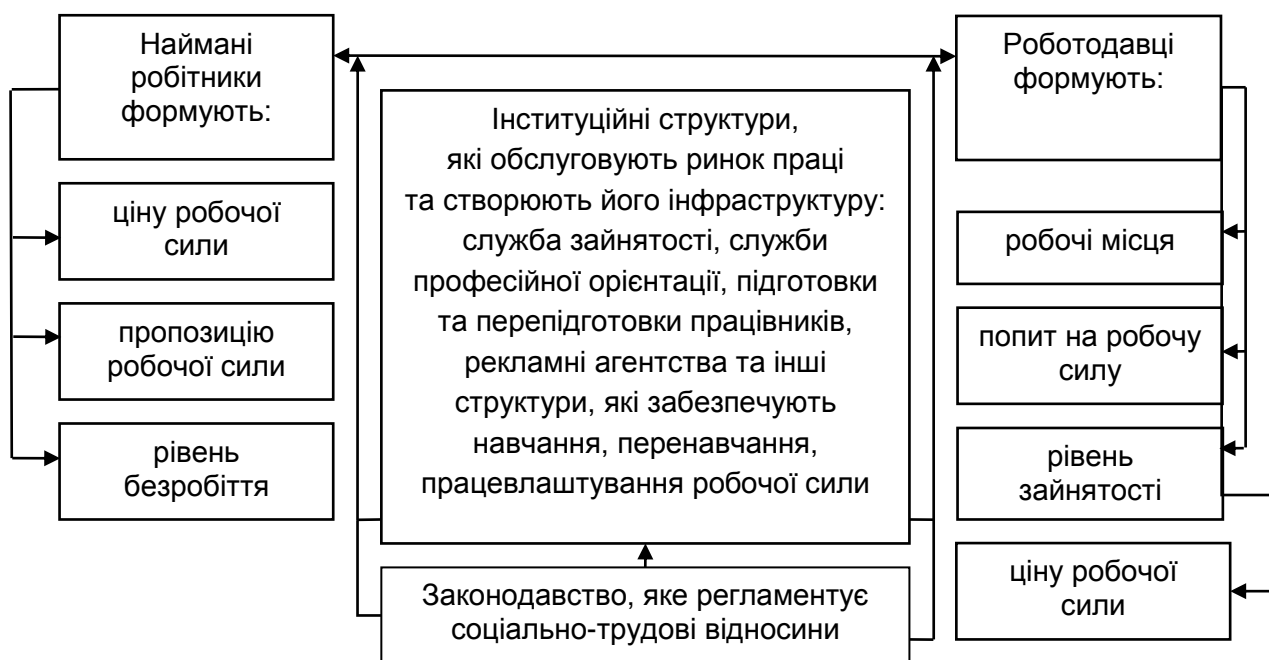 Наймані
робітники
формують:
ціну робочої
сили
пропозицію
робочої сили
рівень
безробіття
Інституційні структури,
які обслуговують ринок праці
та створюють його інфраструктуру:
служба зайнятості, служби
професійної орієнтації, підготовки
та перепідготовки працівників,
рекламні агентства та інші
структури, які забезпечують
навчання, перенавчання,
працевлаштування робочої сили
Законодавство, яке регламентує
соціально-трудові відносини
Роботодавці
формують:
робочі місця
попит на робочу
силу
рівень
зайнятості
ціну робочої
сили